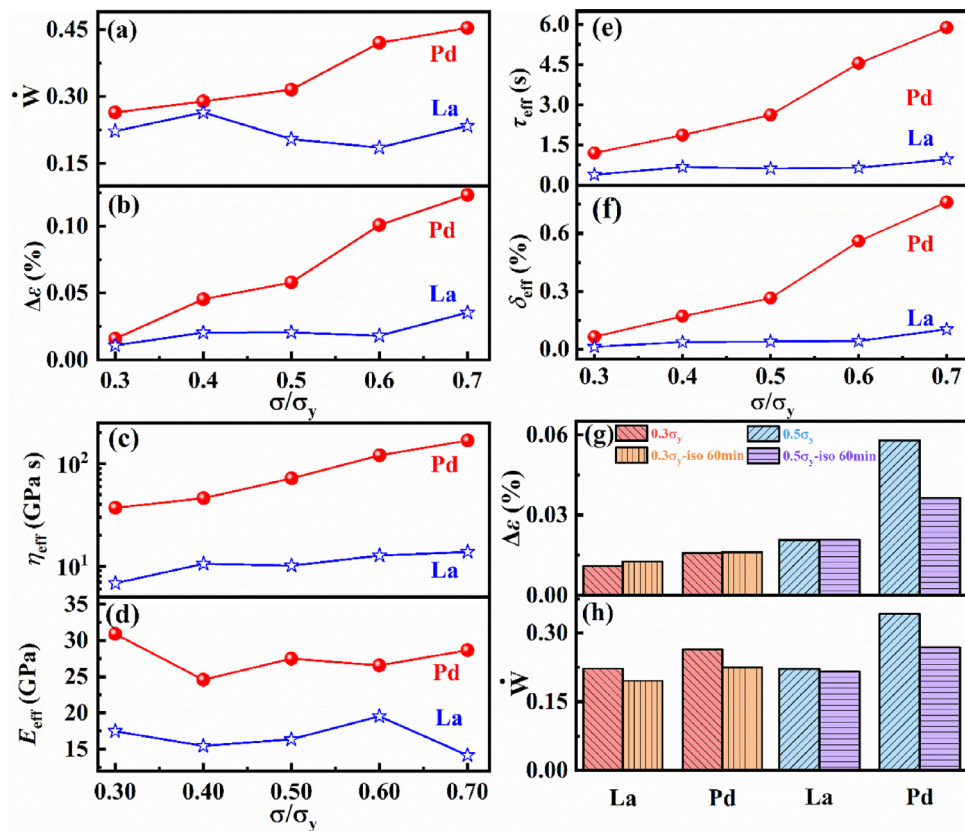 (a)
0.45
0.30
0.15
Ẇ
Pd
La
(b)
0.10
0.05
0.00
Δε (%)
Pd
La
0.3 0.4 0.5 0.6 0.7
σ/σy
(c)
10²
10¹
ηeff (GPa s)
Pd
La
(d)
35
30
25
20
15
Eeff (GPa)
Pd
La
0.30 0.40 0.50 0.60 0.70
σ/σy
(e)
6.0
4.5
3.0
1.5
0.0
τeff (s)
Pd
La
(f)
0.6
0.3
0.0
δeff (%)
Pd
La
0.3 0.4 0.5 0.6 0.7
σ/σy
(g)
0.3σy 0.5σy
0.3σy-iso 60min 0.5σy-iso 60min
0.06
0.03
0.00
Δε (%)
(h)
0.30
0.15
0.00
Ẇ
La Pd La Pd